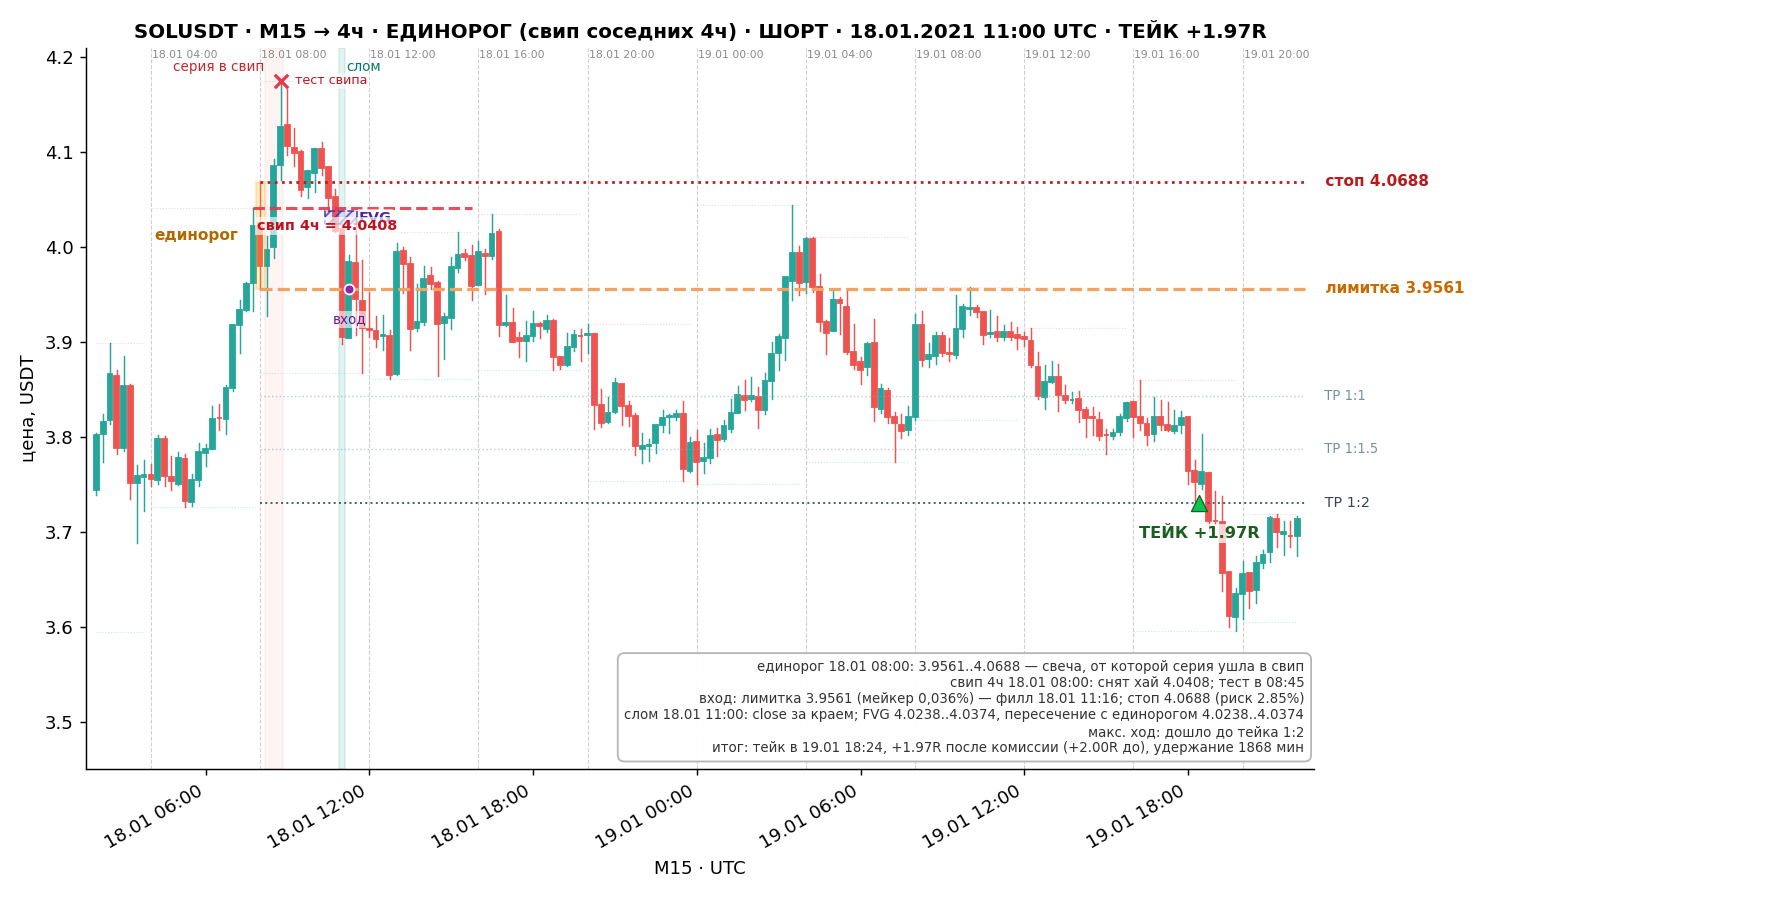 SOLUSDT · M15 → 4ч · ЕДИНОРОГ (свип соседних 4ч) · ШОРТ · 18.01.2021 11:00 UTC · ТЕЙК +1.97R
18.01 04:00
18.01 08:00
18.01 12:00
18.01 16:00
18.01 20:00
19.01 00:00
19.01 04:00
19.01 08:00
19.01 12:00
19.01 16:00
19.01 20:00
серия в свип
слом
тест свипа
4.2
4.1
4.0
3.9
3.8
3.7
3.6
3.5
цена, USDT
стоп 4.0688
FVG
свип 4ч = 4.0408
единорог
лимитка 3.9561
вход
TP 1:1
TP 1:1.5
TP 1:2
ТЕЙК +1.97R
единорог 18.01 08:00: 3.9561..4.0688 — свеча, от которой серия ушла в свип
свип 4ч 18.01 08:00: снят хай 4.0408; тест в 08:45
вход: лимитка 3.9561 (мейкер 0,036%) — филл 18.01 11:16; стоп 4.0688 (риск 2.85%)
слом 18.01 11:00: close за краем; FVG 4.0238..4.0374, пересечение с единорогом 4.0238..4.0374
макс. ход: дошло до тейка 1:2
итог: тейк в 19.01 18:24, +1.97R после комиссии (+2.00R до), удержание 1868 мин
18.01 06:00
18.01 12:00
18.01 18:00
19.01 00:00
19.01 06:00
19.01 12:00
19.01 18:00
M15 · UTC